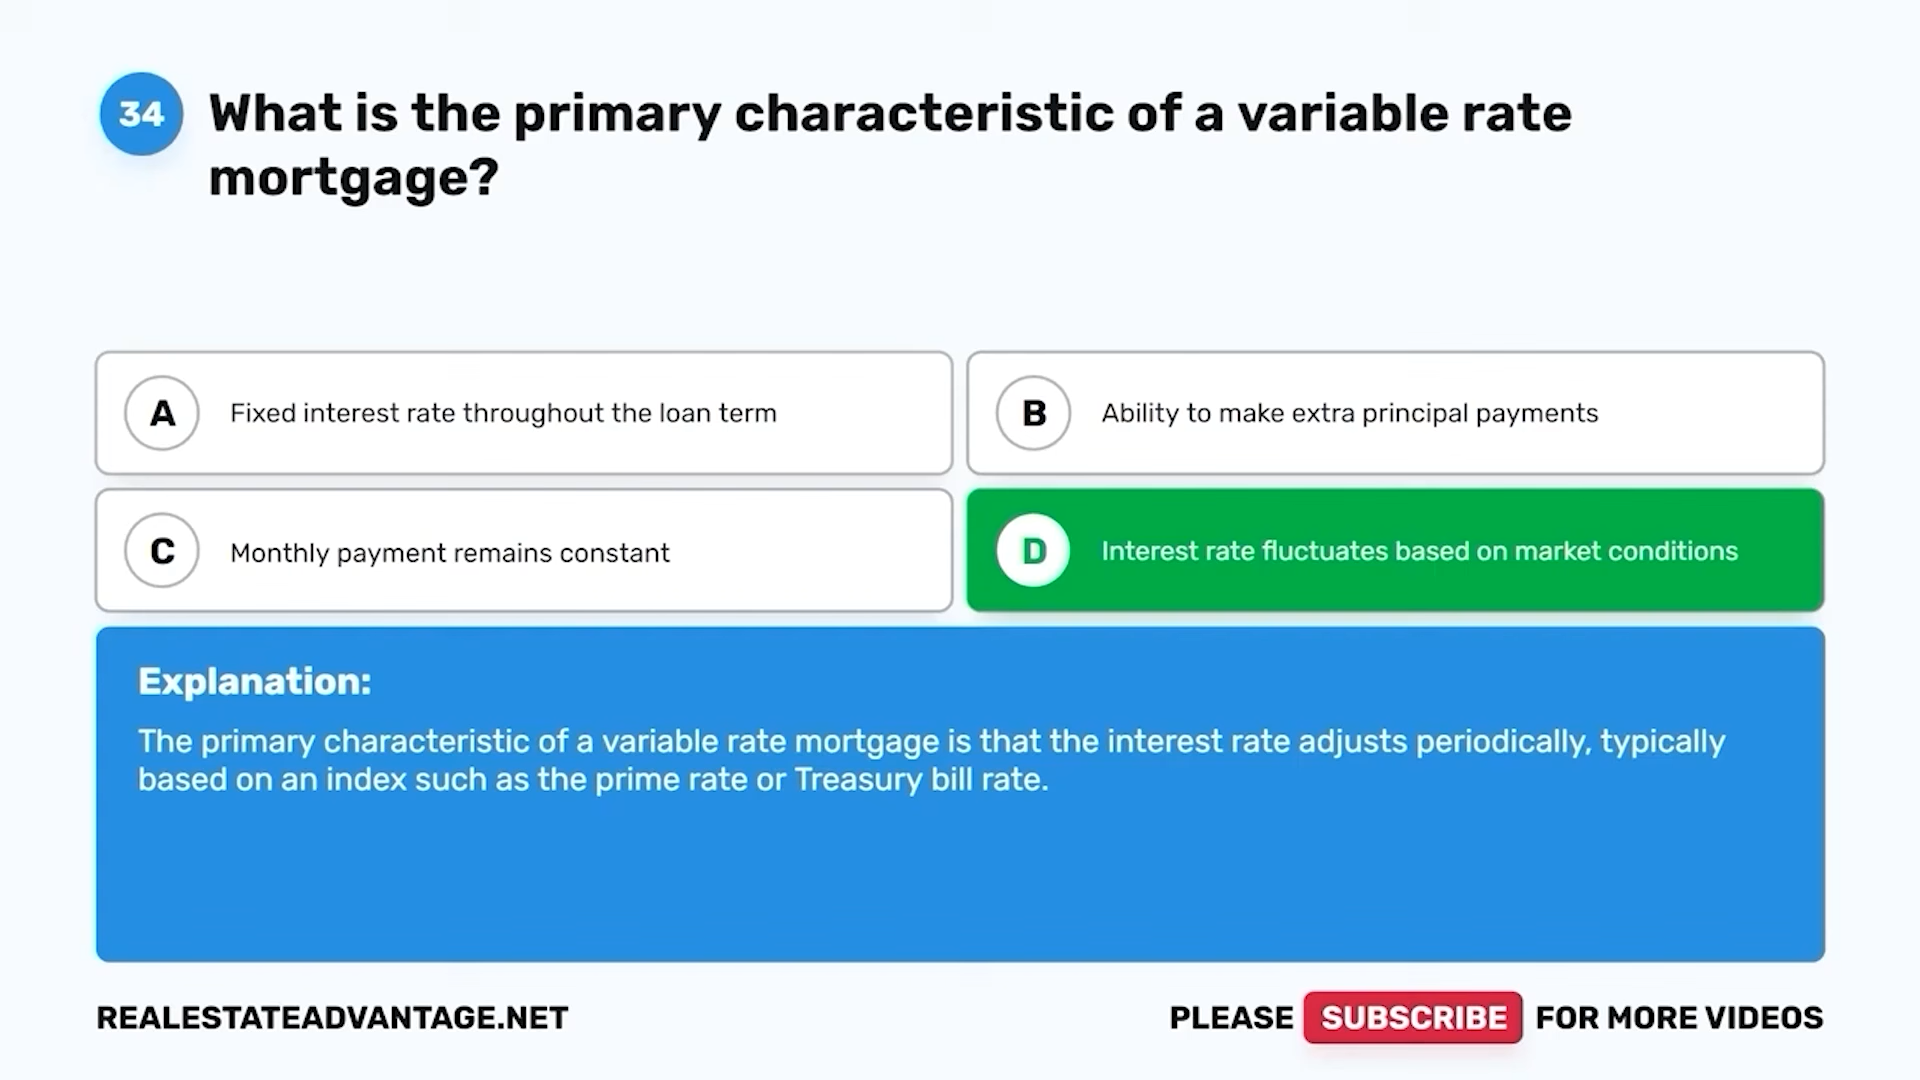 34
What is the primary characteristic of a variable rate
mortgage?
A Fixed interest rate throughout the loan term
B Ability to make extra principal payments
C Monthly payment remains constant
D Interest rate fluctuates based on market conditions
Explanation:
The primary characteristic of a variable rate mortgage is that the interest rate adjusts periodically, typically
based on an index such as the prime rate or Treasury bill rate.
REALESTATEADVANTAGE.NET
PLEASE SUBSCRIBE FOR MORE VIDEOS